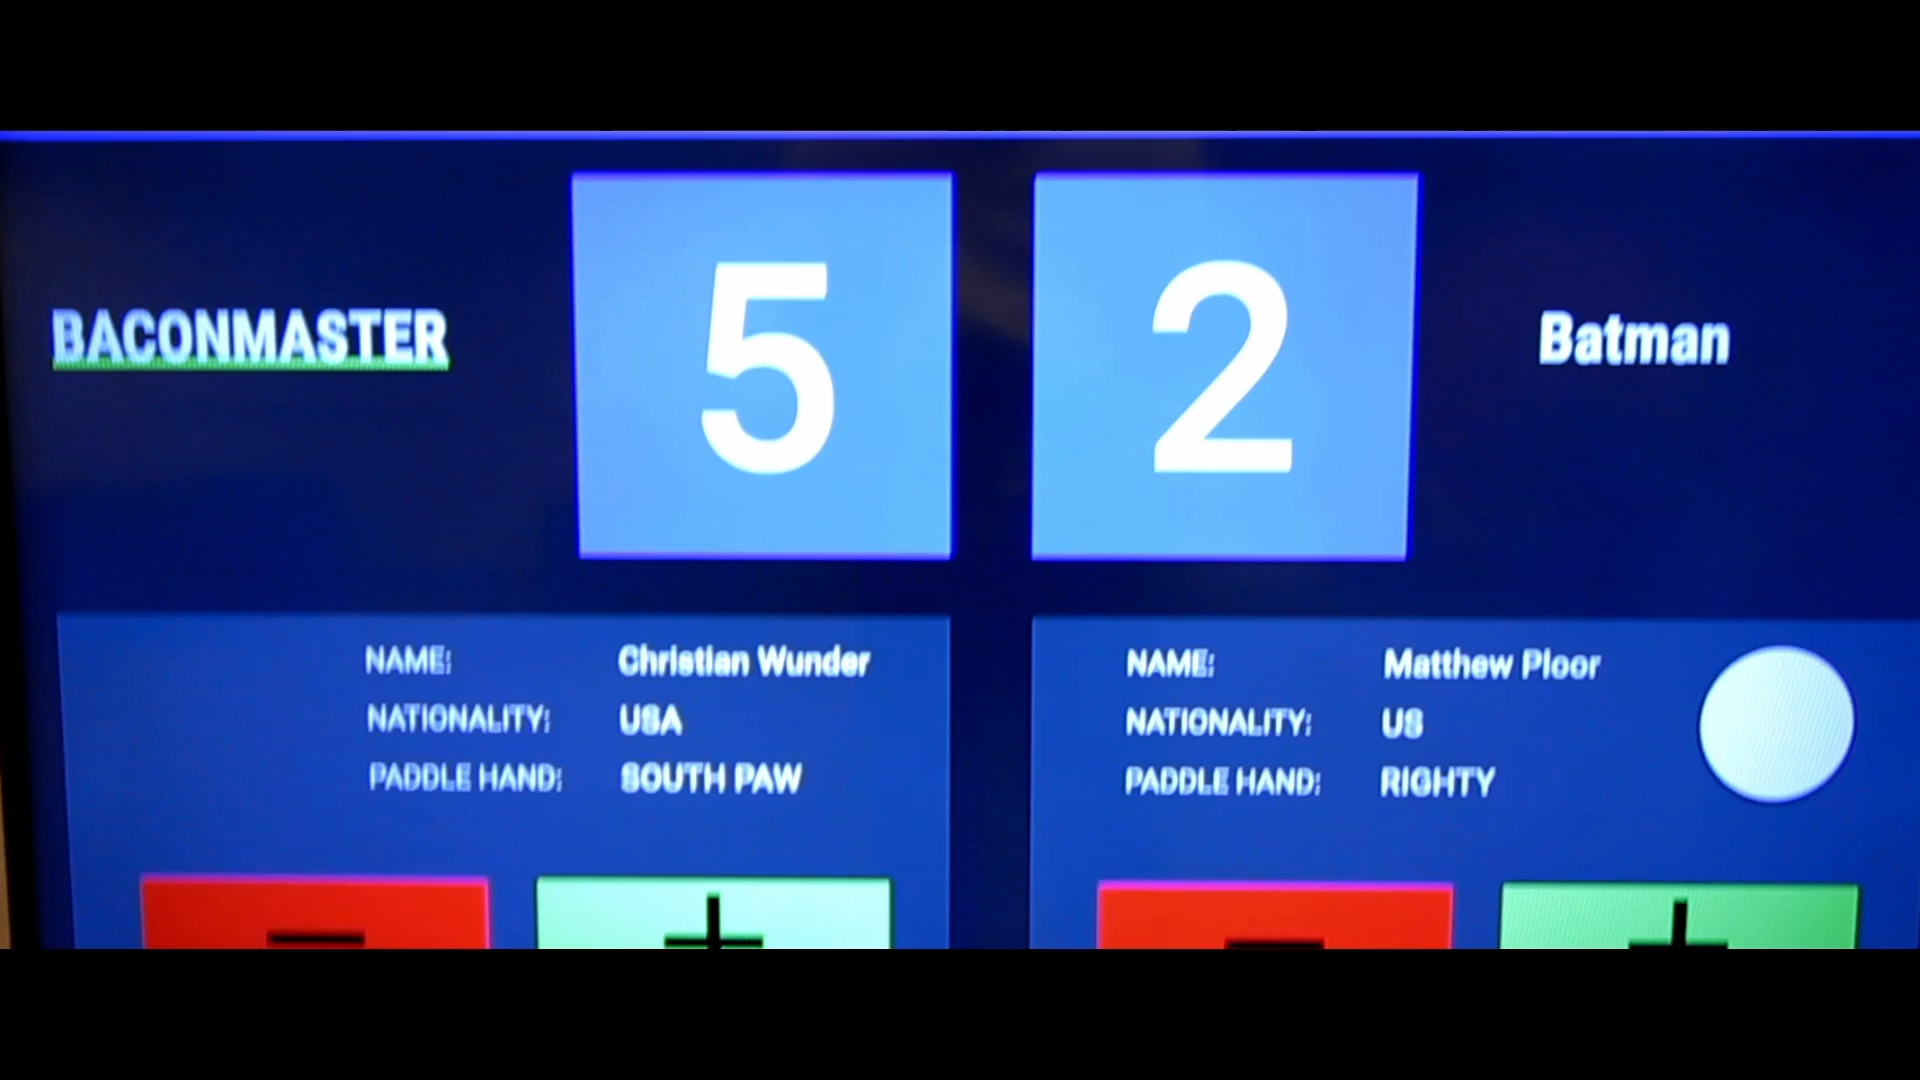 BACONMASTER
5
2
Batman
NAME: Christian Wunder
NATIONALITY: USA
PADDLE HAND: SOUTH PAW
NAME: Matthew Ploor
NATIONALITY: US
PADDLE HAND: RIGHTY
- +
- +